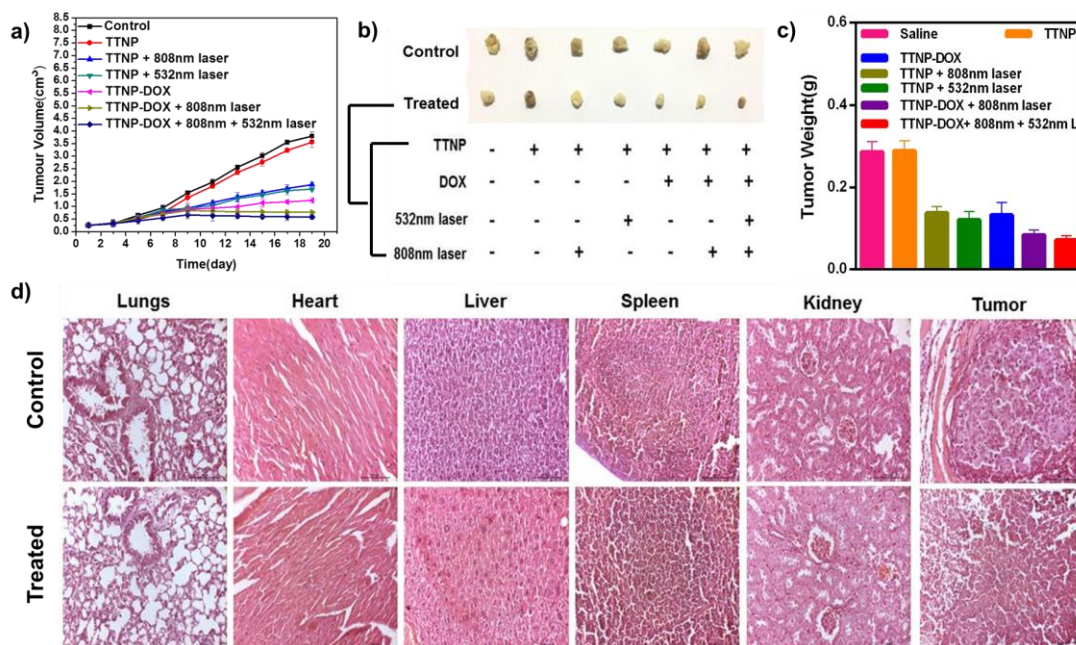 a)
Tumour Volume(cm³)
8.5
8.0
7.5
7.0
6.5
6.0
5.5
5.0
4.5
4.0
3.5
3.0
2.5
2.0
1.5
1.0
0.5
0.0
Control
TTNP
TTNP + 808nm laser
TTNP + 532nm laser
TTNP-DOX
TTNP-DOX + 808nm laser
TTNP-DOX + 808nm + 532nm laser
0 1 2 3 4 5 6 7 8 9 10 11 12 13 14 15 16 17 18 19 20 21
Time(day)
b)
Control
Treated
TTNP - + + + + + +
DOX - - - - + + +
532nm laser - - - + - - +
808nm laser - - + - - + +
c)
Tumor Weight(g)
0.6
0.4
0.2
0.0
Saline TTNP
TTNP-DOX
TTNP + 808nm laser
TTNP + 532nm laser
TTNP-DOX + 808nm laser
TTNP-DOX+ 808nm + 532nm L
d)
Lungs Heart Liver Spleen Kidney Tumor
Control
Treated